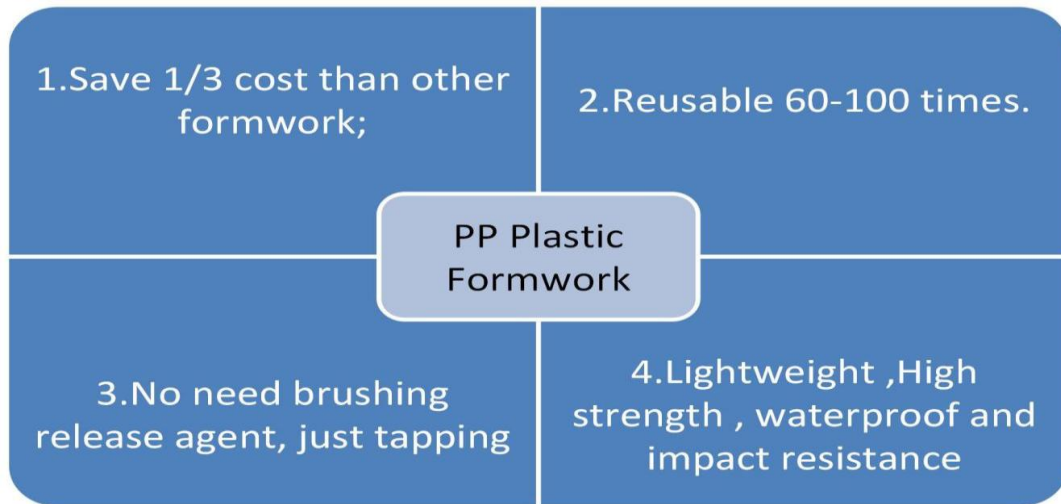 1.Save 1/3 cost than other
formwork;
2.Reusable 60-100 times.
PP Plastic
Formwork
3.No need brushing
release agent, just tapping
4.Lightweight ,High
strength , waterproof and
impact resistance